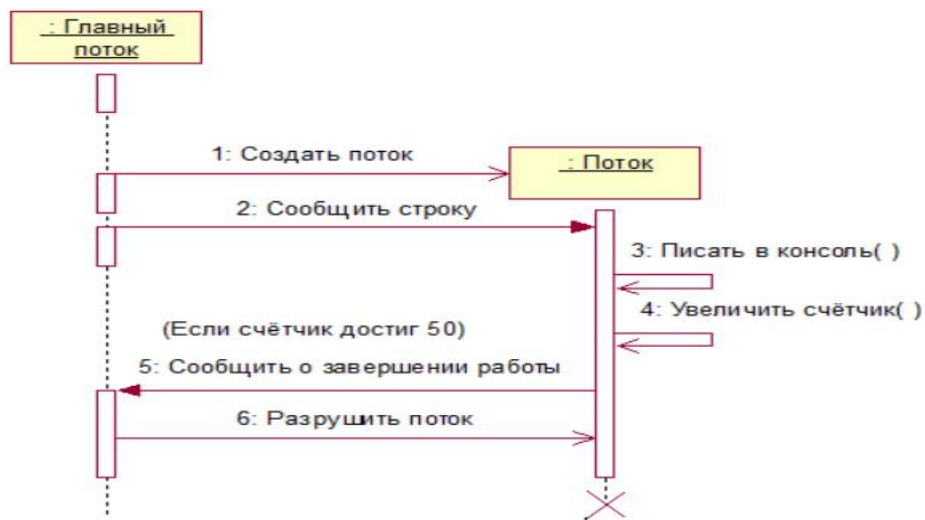 : Главный
поток
1: Создать поток
: Поток
2: Сообщить строку
3: Писать в консоль( )
4: Увеличить счётчик( )
(Если счётчик достиг 50)
5: Сообщить о завершении работы
6: Разрушить поток